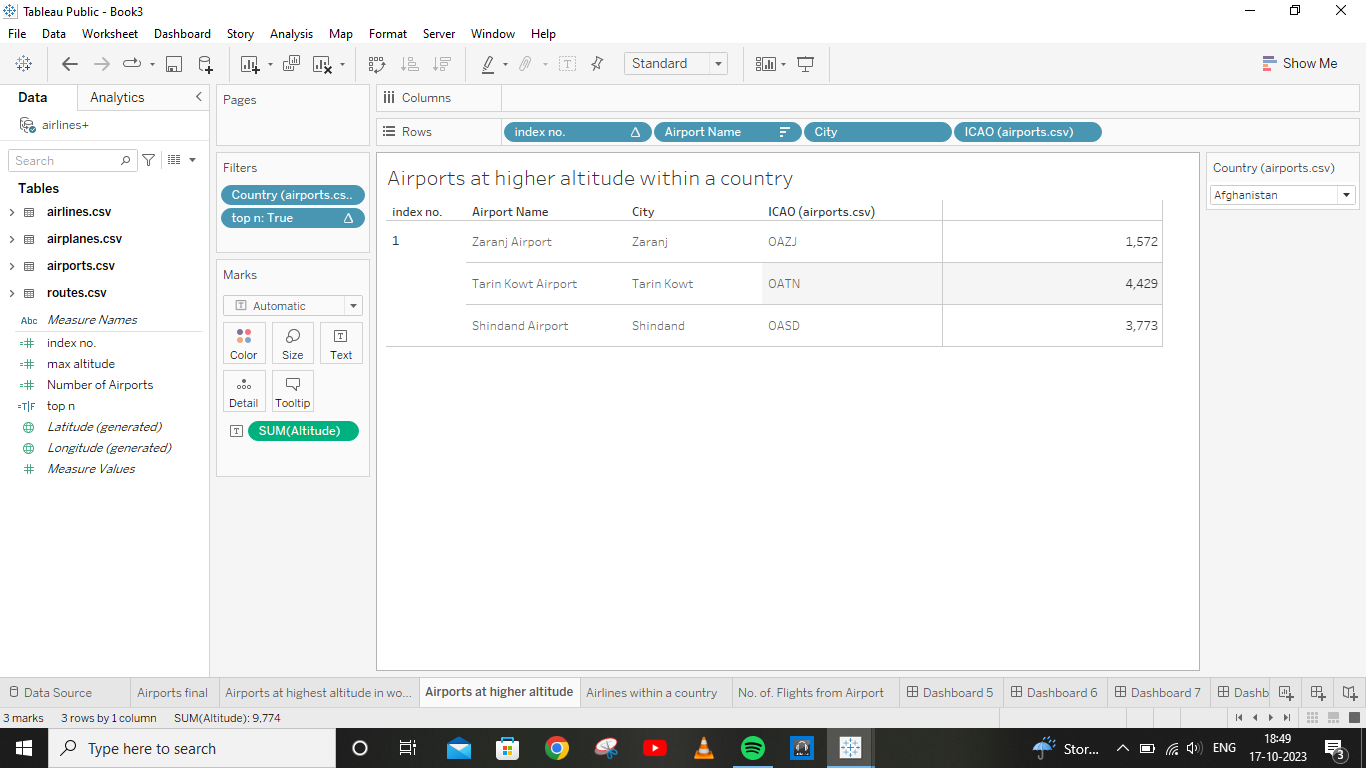 Tableau Public - Book3
File Data Worksheet Dashboard Story Analysis Map Format Server Window Help
Standard
Show Me
Data Analytics
Pages
Columns
airlines+
Rows index no. Airport Name City ICAO (airports.csv)
Search
Filters
Country (airports.cs..
top n: True
Tables
airlines.csv
airplanes.csv
airports.csv
routes.csv
Abc Measure Names
index no.
max altitude
Number of Airports
T|F top n
Latitude (generated)
Longitude (generated)
Measure Values
Marks
Automatic
Color Size Text
Detail Tooltip
SUM(Altitude)
Airports at higher altitude within a country
index no. Airport Name City ICAO (airports.csv)
1 Zaranj Airport Zaranj OAZJ 1,572
Tarin Kowt Airport Tarin Kowt OATN 4,429
Shindand Airport Shindand OASD 3,773
Country (airports.csv)
Afghanistan
Data Source Airports final Airports at highest altitude in wo... Airports at higher altitude Airlines within a country No. of. Flights from Airport Dashboard 5 Dashboard 6 Dashboard 7 Dashb
3 marks 3 rows by 1 column SUM(Altitude): 9,774
Type here to search
Stor...
ENG
18:49
17-10-2023
3